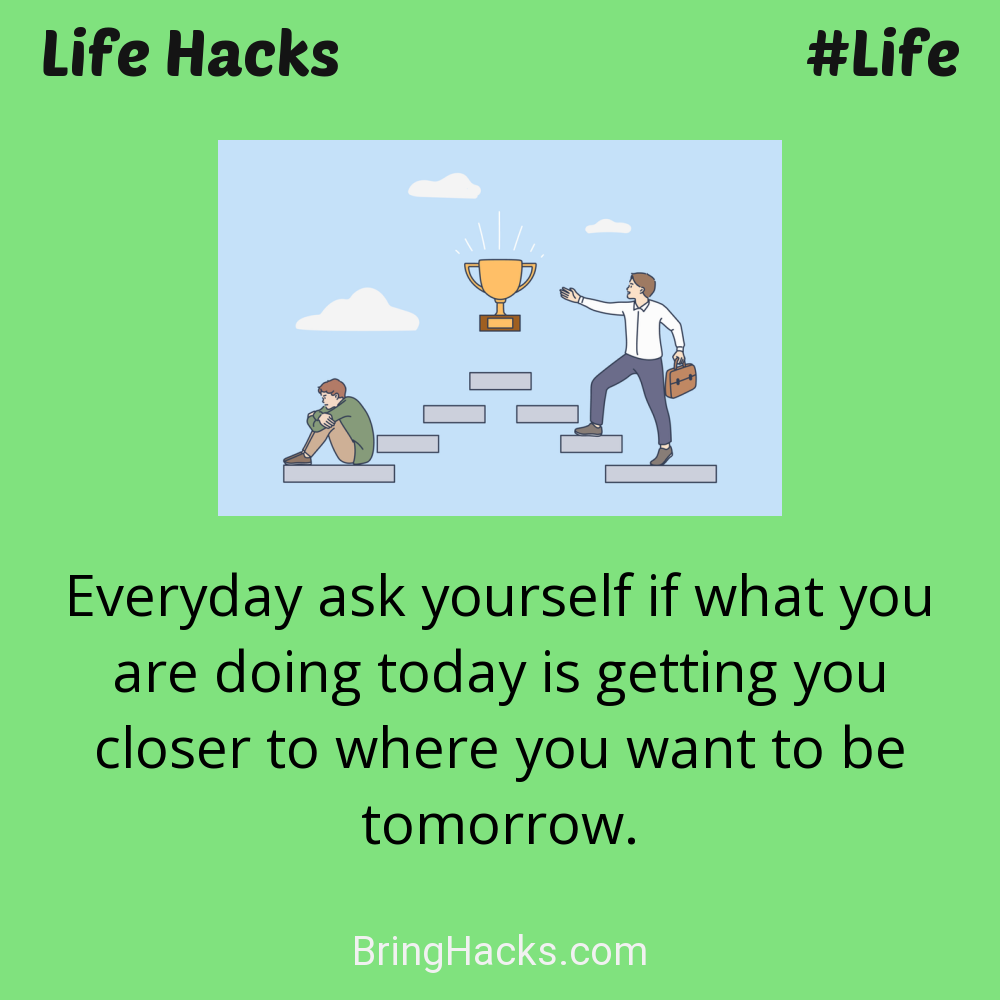 Life Hacks
#Life
Everyday ask yourself if what you
are doing today is getting you
closer to where you want to be
tomorrow.
BringHacks.com